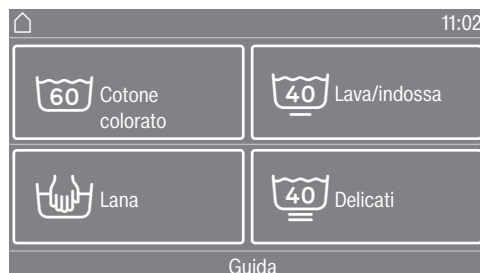 11:02
60 Cotone
colorato
40 Lava/indossa
Lana
40 Delicati
Guida